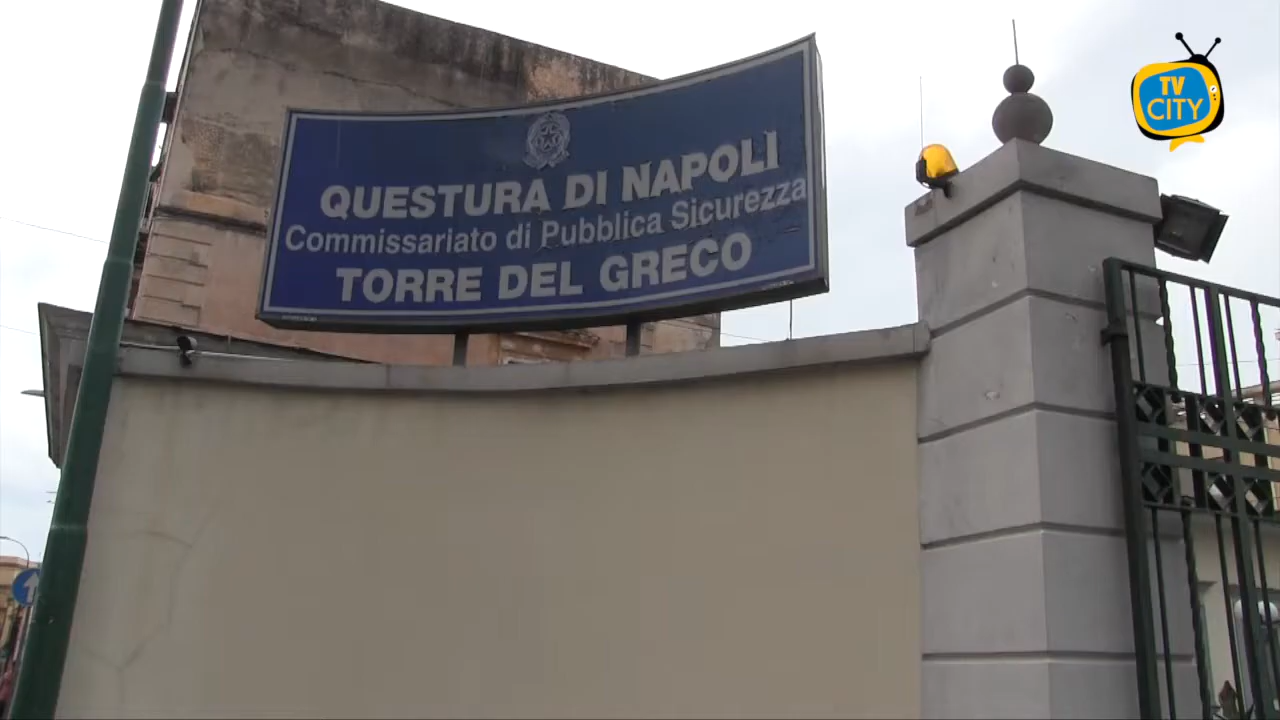 QUESTURA DI NAPOLI
Commissariato di Pubblica Sicurezza
TORRE DEL GRECO
TV
CITY